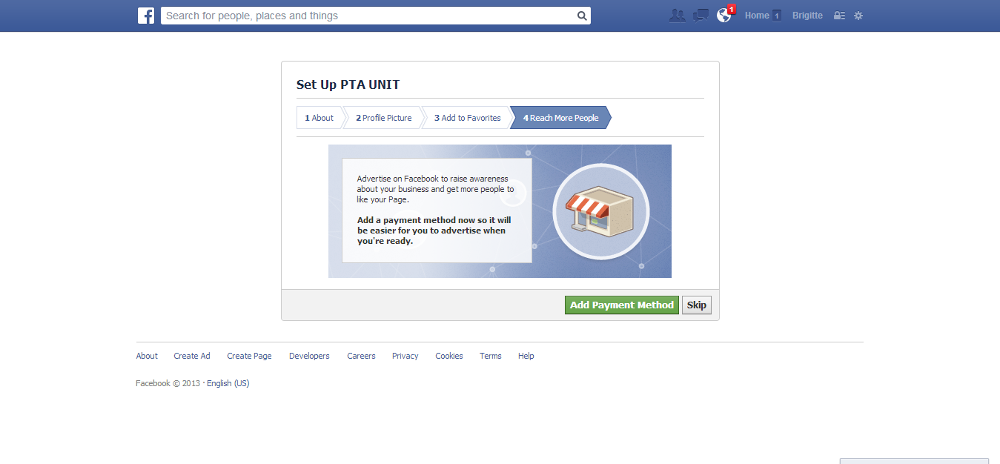 Search for people, places and things
1
Home 1 Brigitte
Set Up PTA UNIT
1 About 2 Profile Picture 3 Add to Favorites 4 Reach More People
Advertise on Facebook to raise awareness
about your business and get more people to
like your Page.
Add a payment method now so it will
be easier for you to advertise when
you're ready.
Add Payment Method Skip
About Create Ad Create Page Developers Careers Privacy Cookies Terms Help
Facebook © 2013 · English (US)